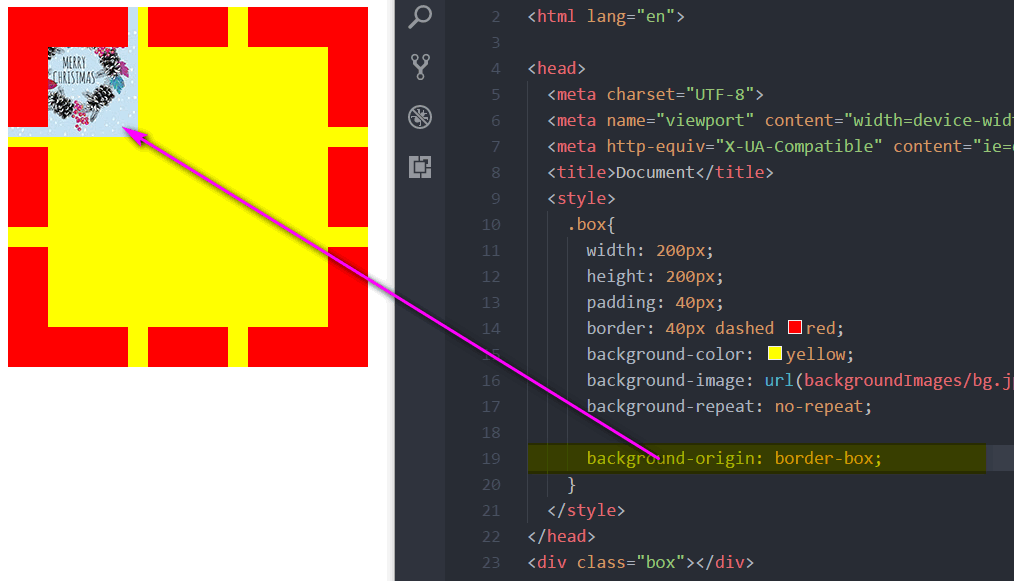 MERRY
CHRISTMAS
2 <html lang="en">
3
4 <head>
5 <meta charset="UTF-8">
6 <meta name="viewport" content="width=device-wid
7 <meta http-equiv="X-UA-Compatible" content="ie=
8 <title>Document</title>
9 <style>
10 .box{
11 width: 200px;
12 height: 200px;
13 padding: 40px;
14 border: 40px dashed red;
15 background-color: yellow;
16 background-image: url(backgroundImages/bg.j
17 background-repeat: no-repeat;
18
19 background-origin: border-box;
20 }
21 </style>
22 </head>
23 <div class="box"></div>